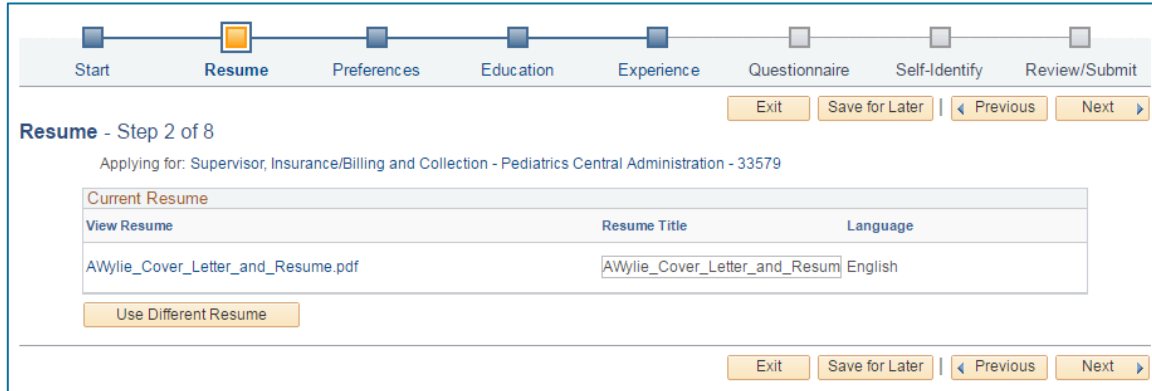 Start Resume Preferences Education Experience Questionnaire Self-Identify Review/Submit
Exit Save for Later | Previous Next
Resume - Step 2 of 8
Applying for: Supervisor, Insurance/Billing and Collection - Pediatrics Central Administration - 33579
Current Resume
View Resume Resume Title Language
AWylie_Cover_Letter_and_Resume.pdf AWylie_Cover_Letter_and_Resum English
Use Different Resume
Exit Save for Later | Previous Next